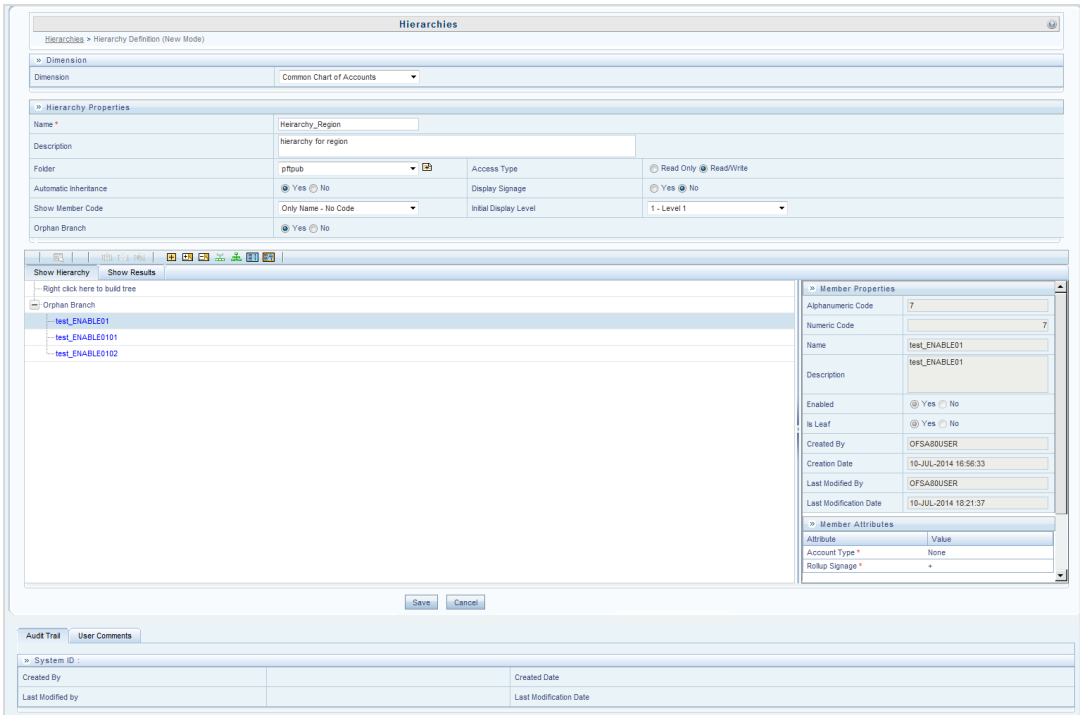 Hierarchies
Hierarchies > Hierarchy Definition (New Mode)
» Dimension
Dimension Common Chart of Accounts
» Hierarchy Properties
Name * Heirarchy_Region
Description hierarchy for region
Folder pftpub Access Type Read Only Read/Write
Automatic Inheritance Yes No Display Signage Yes No
Show Member Code Only Name - No Code Initial Display Level 1 - Level 1
Orphan Branch Yes No
Show Hierarchy Show Results
Right click here to build tree
Orphan Branch
test_ENABLE01
test_ENABLE0101
test_ENABLE0102
» Member Properties
Alphanumeric Code 7
Numeric Code 7
Name test_ENABLE01
Description test_ENABLE01
Enabled Yes No
Is Leaf Yes No
Created By OFSA80USER
Creation Date 10-JUL-2014 16:56:33
Last Modified By OFSA80USER
Last Modification Date 10-JUL-2014 18:21:37
» Member Attributes
Attribute Value
Account Type * None
Rollup Signage * +
Save Cancel
Audit Trail User Comments
» System ID :
Created By Created Date
Last Modified by Last Modification Date